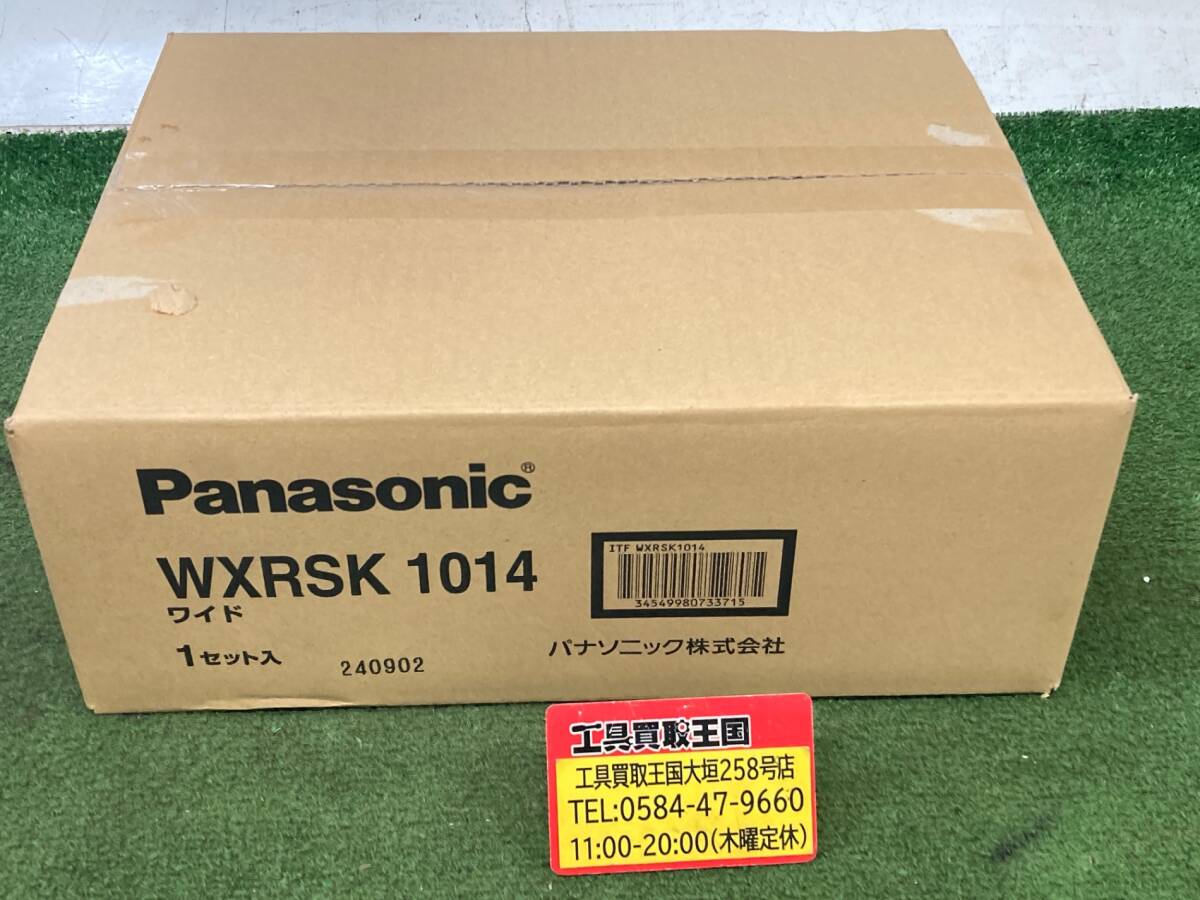 Panasonic®
WXRSK 1014
ワイド
1セット入
240902
ITF WXRSK1014
34549980733715
パナソニック株式会社
工具買取王国
工具買取王国大垣258号店
TEL:0584-47-9660
11:00-20:00(木曜定休)